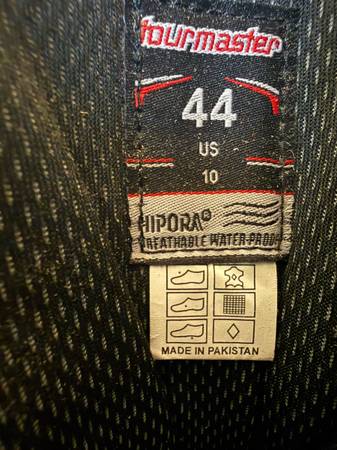 tourmaster
44
US
10
HIPORA®
BREATHABLE WATER-PROOF
MADE IN PAKISTAN